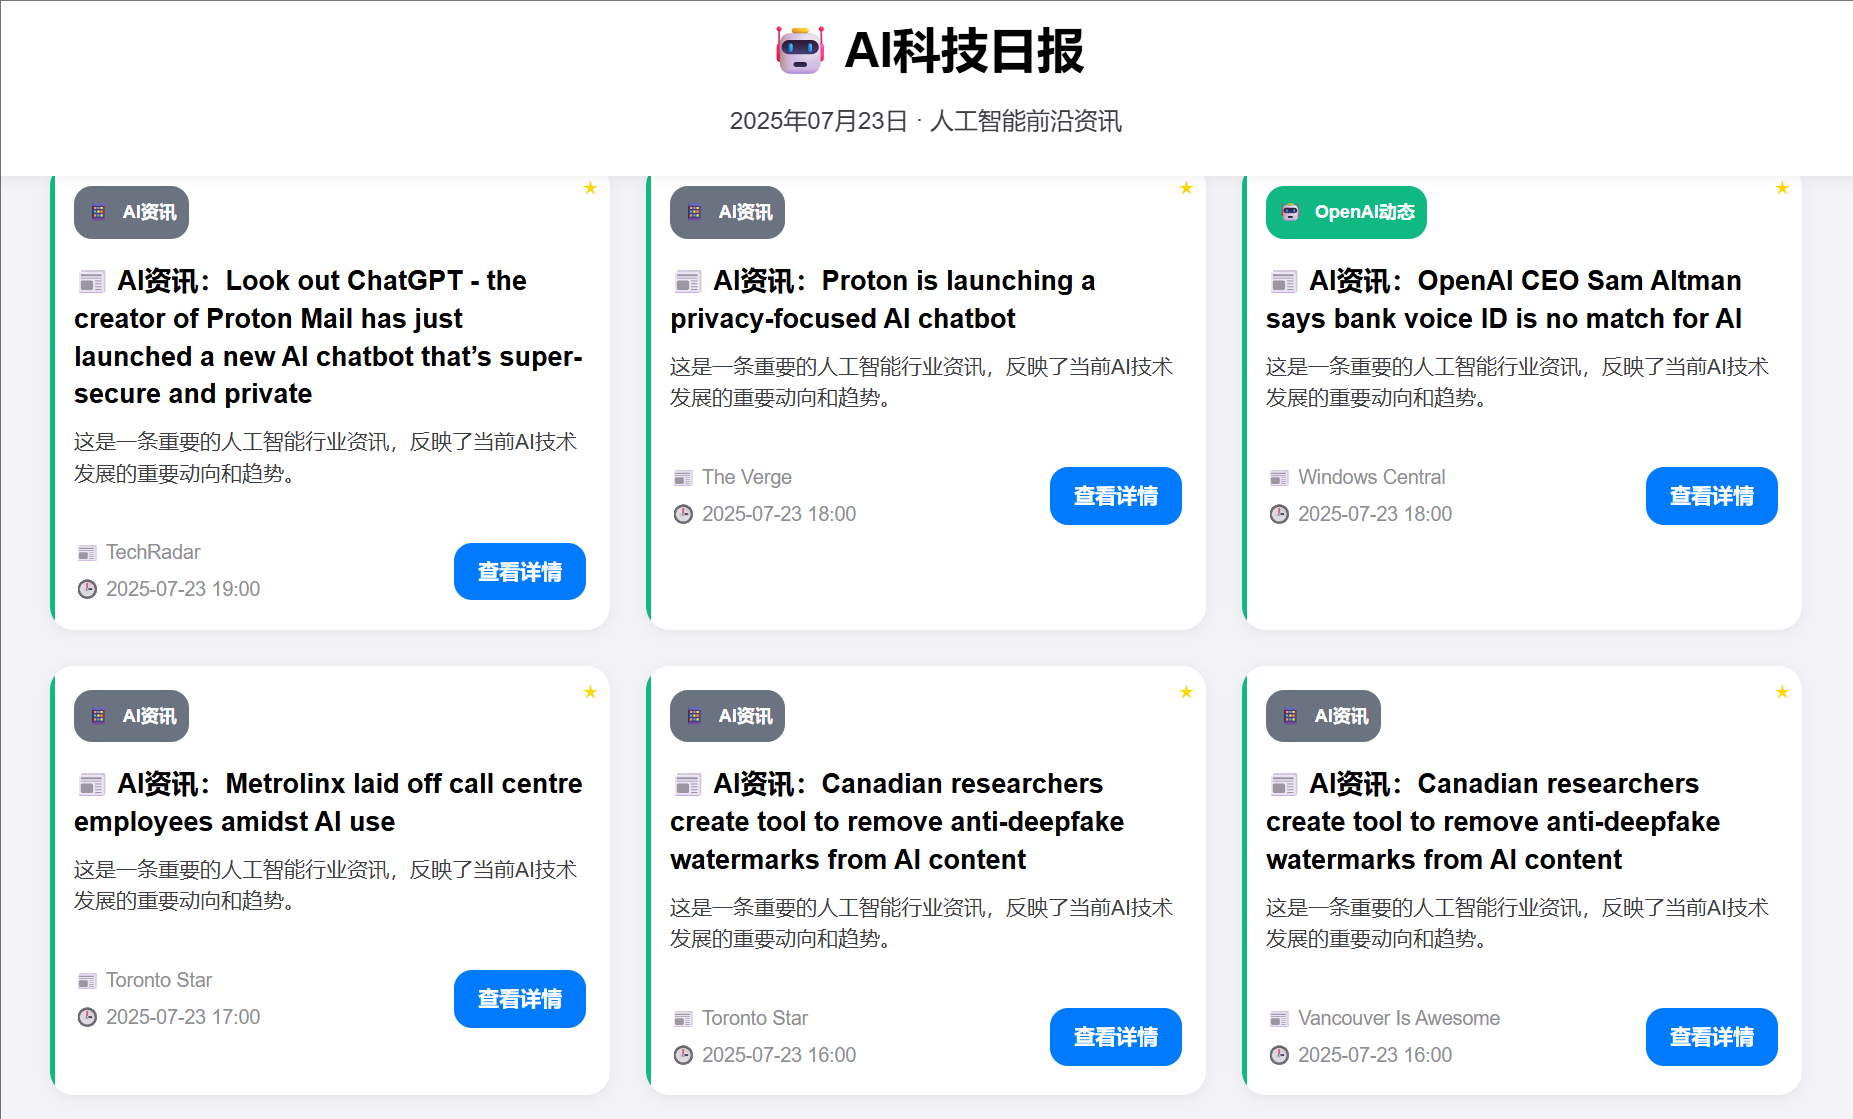 AI科技日报
2025年07月23日 · 人工智能前沿资讯
AI资讯
AI资讯：Look out ChatGPT - the
creator of Proton Mail has just
launched a new AI chatbot that’s super-
secure and private
这是一条重要的人工智能行业资讯，反映了当前AI技术
发展的重要动向和趋势。
TechRadar
2025-07-23 19:00
查看详情
AI资讯
AI资讯：Proton is launching a
privacy-focused AI chatbot
这是一条重要的人工智能行业资讯，反映了当前AI技术
发展的重要动向和趋势。
The Verge
2025-07-23 18:00
查看详情
OpenAI动态
AI资讯：OpenAI CEO Sam Altman
says bank voice ID is no match for AI
这是一条重要的人工智能行业资讯，反映了当前AI技术
发展的重要动向和趋势。
Windows Central
2025-07-23 18:00
查看详情
AI资讯
AI资讯：Metrolinx laid off call centre
employees amidst AI use
这是一条重要的人工智能行业资讯，反映了当前AI技术
发展的重要动向和趋势。
Toronto Star
2025-07-23 17:00
查看详情
AI资讯
AI资讯：Canadian researchers
create tool to remove anti-deepfake
watermarks from AI content
这是一条重要的人工智能行业资讯，反映了当前AI技术
发展的重要动向和趋势。
Toronto Star
2025-07-23 16:00
查看详情
AI资讯
AI资讯：Canadian researchers
create tool to remove anti-deepfake
watermarks from AI content
这是一条重要的人工智能行业资讯，反映了当前AI技术
发展的重要动向和趋势。
Vancouver Is Awesome
2025-07-23 16:00
查看详情